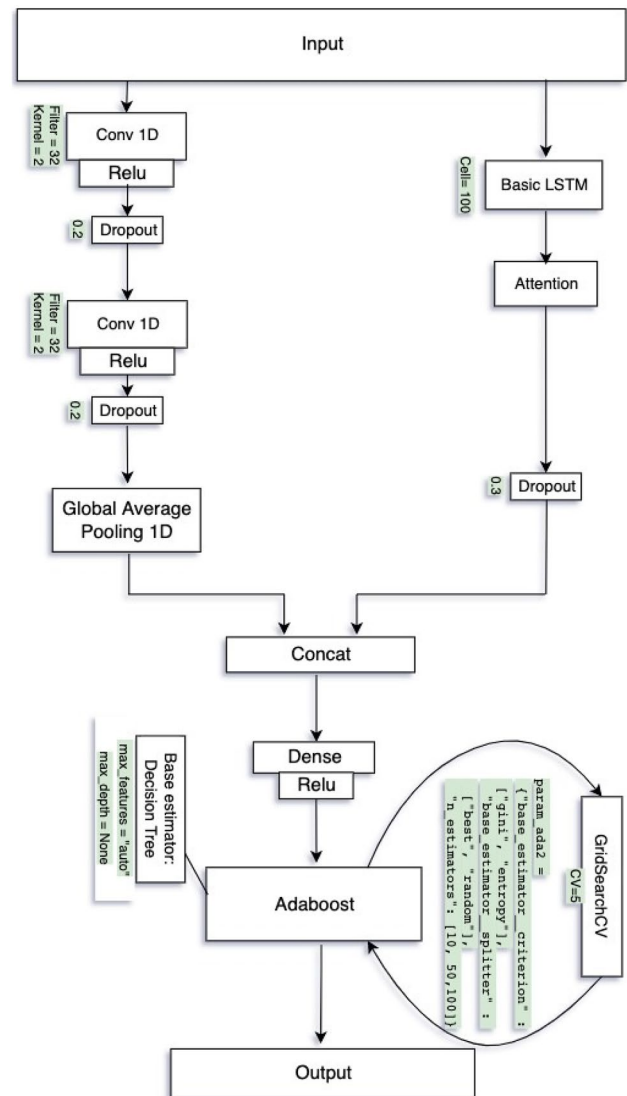 Input
Filter = 32
Kernel = 2
Conv 1D
Relu
0.2
Dropout
Filter = 32
Kernel = 2
Conv 1D
Relu
0.2
Dropout
Global Average
Pooling 1D
Cell= 100
Basic LSTM
Attention
0.3
Dropout
Concat
Dense
Relu
Base estimator:
Decision Tree
max_features = "auto"
max_depth = None
Adaboost
param_ada2 =
{"base_estimator__criterion" :
["gini", "entropy"],
"base_estimator__splitter" :
["best", "random"],
"n_estimators": [10, 50,100]}
GridSearchCV
CV=5
Output